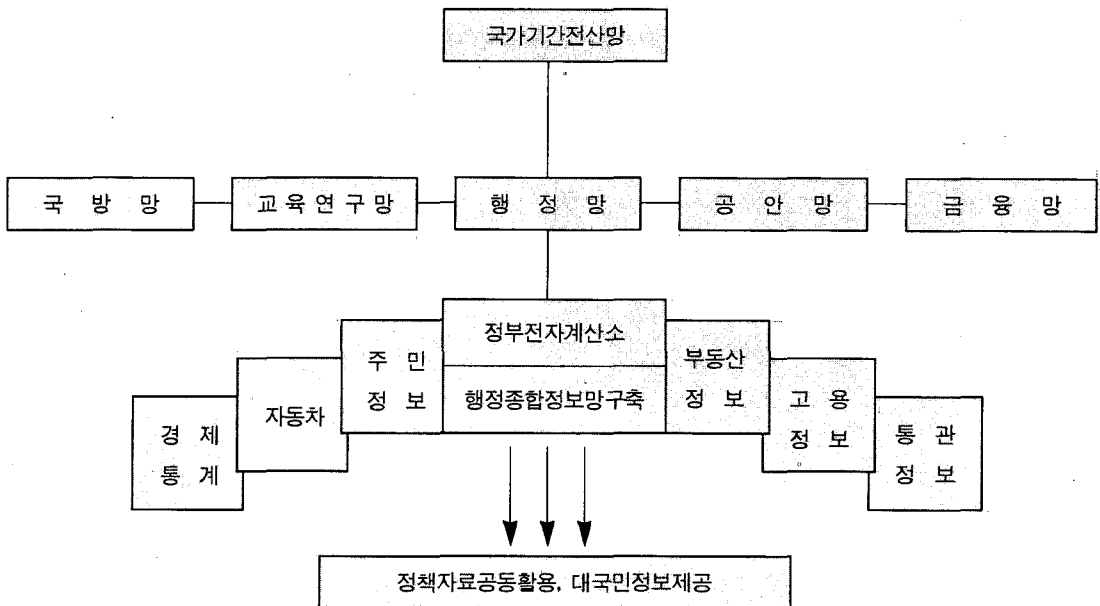 국가기간전산망
국 방 망
교육연구망
행 정 망
공 안 망
금 융 망
정부전자계산소
행정종합정보망구축
주 민
정 보
부동산
정 보
자동차
고 용
정 보
경 제
통 계
통 관
정 보
정책자료공동활용, 대국민정보제공